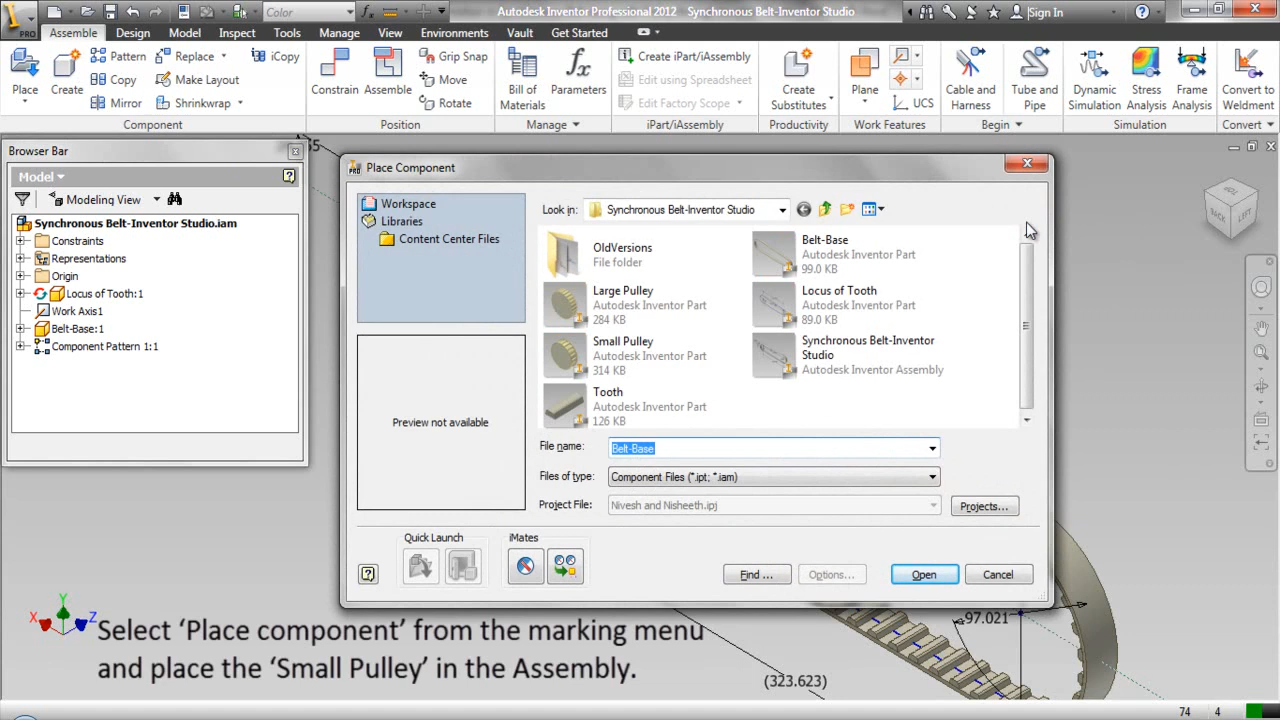 PRO
Color
Autodesk Inventor Professional 2012 Synchronous Belt-Inventor Studio
Sign In
Assemble Design Model Inspect Tools Manage View Environments Vault Get Started
Place
Create
Pattern
Copy
Mirror
Replace
Make Layout
Shrinkwrap
iCopy
Constrain
Assemble
Grip Snap
Move
Rotate
Bill of Materials
Parameters
Create iPart/iAssembly
Edit using Spreadsheet
Edit Factory Scope
Create Substitutes
Plane
UCS
Cable and Harness
Tube and Pipe
Dynamic Simulation
Stress Analysis
Frame Analysis
Convert to Weldment
Component Position Manage iPart/iAssembly Productivity Work Features Begin Simulation Convert
Browser Bar
Model
Modeling View
Synchronous Belt-Inventor Studio.iam
Constraints
Representations
Origin
Locus of Tooth:1
Work Axis1
Belt-Base:1
Component Pattern 1:1
Place Component
Workspace
Libraries
Content Center Files
Preview not available
Look in: Synchronous Belt-Inventor Studio
OldVersions
File folder
Belt-Base
Autodesk Inventor Part
99.0 KB
Large Pulley
Autodesk Inventor Part
284 KB
Locus of Tooth
Autodesk Inventor Part
89.0 KB
Small Pulley
Autodesk Inventor Part
314 KB
Synchronous Belt-Inventor
Studio
Autodesk Inventor Assembly
Tooth
Autodesk Inventor Part
126 KB
File name: Belt-Base
Files of type: Component Files (*.ipt; *.iam)
Project File: Nivesh and Nisheeth.ipj
Projects...
Quick Launch
iMates
Find ...
Options...
Open
Cancel
BACK
LEFT
TOP
X Y Z
97.021
(323.623)
Select ‘Place component’ from the marking menu
and place the ‘Small Pulley’ in the Assembly.
74 4